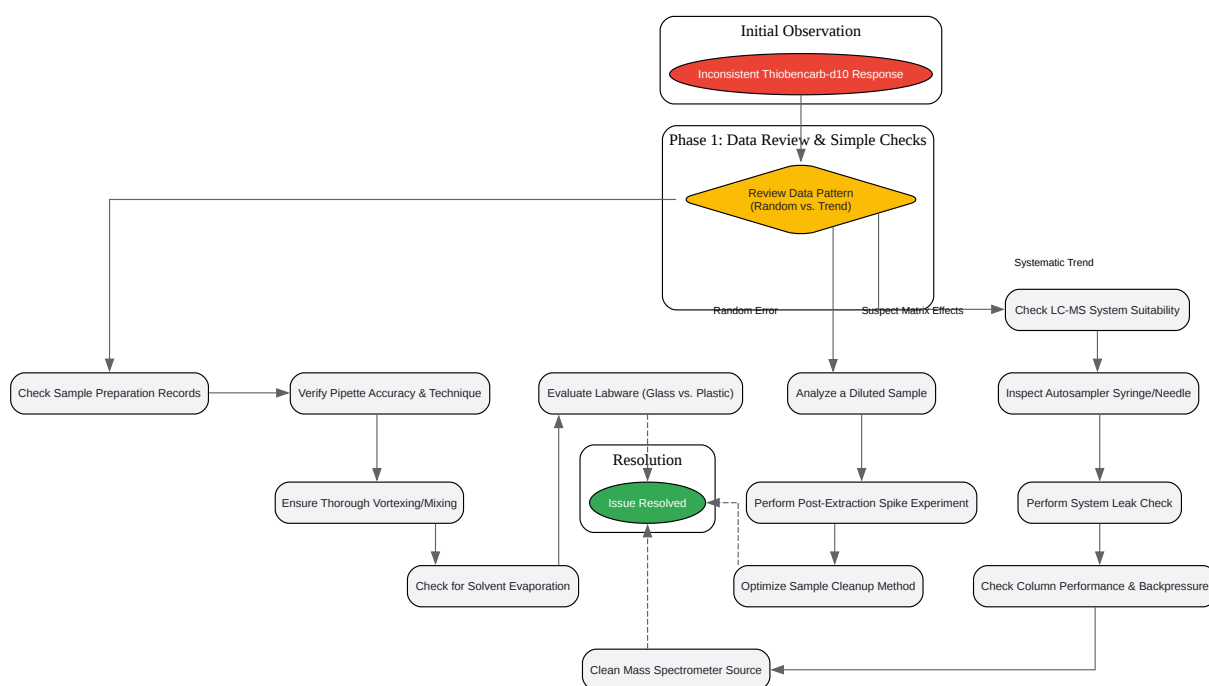 Initial Observation
Inconsistent Thiobencarb-d10 Response
Phase 1: Data Review & Simple Checks
Review Data Pattern
(Random vs. Trend)
Systematic Trend
Random Error
Suspect Matrix Effects
Check LC-MS System Suitability
Check Sample Preparation Records
Verify Pipette Accuracy & Technique
Evaluate Labware (Glass vs. Plastic)
Analyze a Diluted Sample
Inspect Autosampler Syringe/Needle
Resolution
Ensure Thorough Vortexing/Mixing
Issue Resolved
Perform Post-Extraction Spike Experiment
Perform System Leak Check
Check for Solvent Evaporation
Optimize Sample Cleanup Method
Check Column Performance & Backpressure
Clean Mass Spectrometer Source